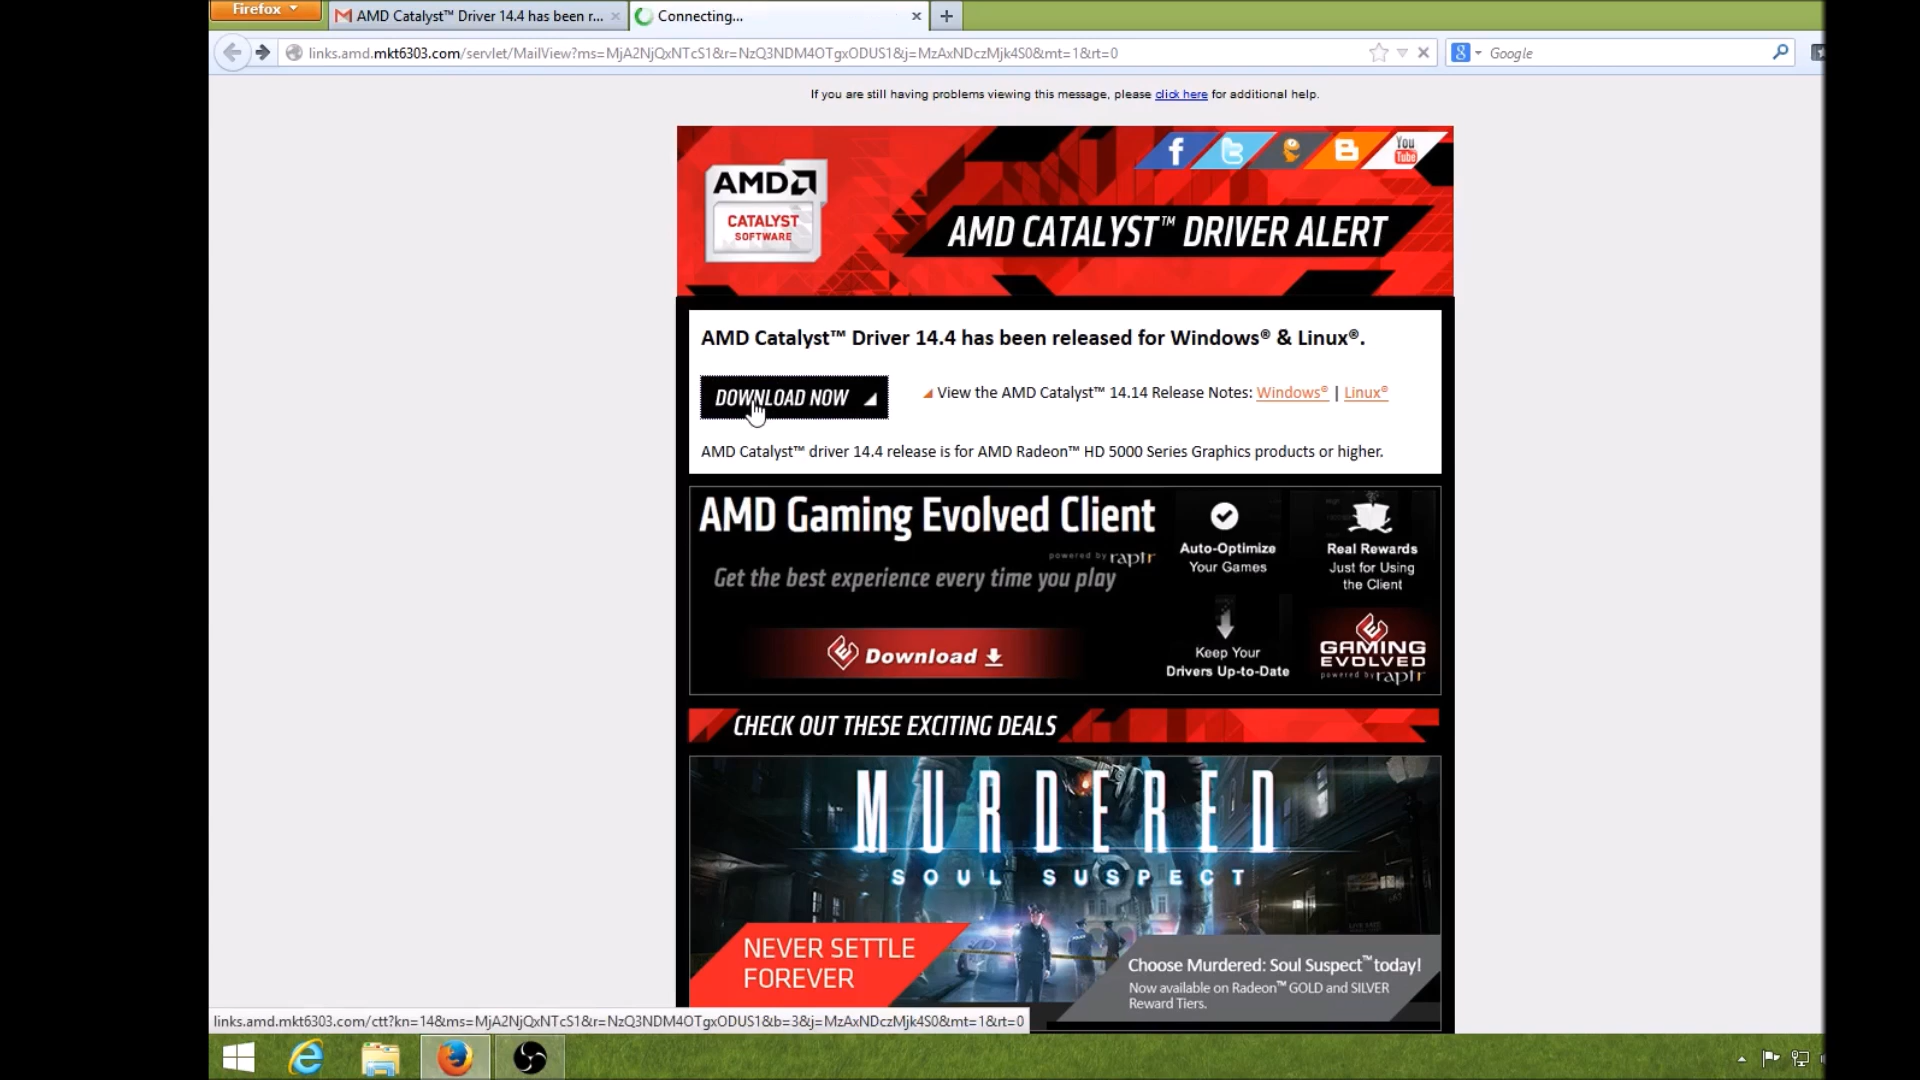 Firefox
AMD Catalyst™ Driver 14.4 has been r...
Connecting...
links.amd.mkt6303.com/servlet/MailView?ms=MjA2NjQxNTcS1&r=NzQ3NDM4OTgxODUS1&j=MzAxNDczMjk4S0&mt=1&rt=0
Google
If you are still having problems viewing this message, please click here for additional help.
You
Tube
AMD
CATALYST
SOFTWARE
AMD CATALYST™ DRIVER ALERT
AMD Catalyst™ Driver 14.4 has been released for Windows® & Linux®.
DOWNLOAD NOW
View the AMD Catalyst™ 14.14 Release Notes: Windows® | Linux®
AMD Catalyst™ driver 14.4 release is for AMD Radeon™ HD 5000 Series Graphics products or higher.
AMD Gaming Evolved Client
powered by raptr
Get the best experience every time you play
Download
Auto-Optimize
Your Games
Real Rewards
Just for Using
the Client
Keep Your
Drivers Up-to-Date
GAMING
EVOLVED
powered by raptr
CHECK OUT THESE EXCITING DEALS
MURDERED
SOUL SUSPECT
NEVER SETTLE
FOREVER
Choose Murdered: Soul Suspect™ today!
Now available on Radeon™ GOLD and SILVER
Reward Tiers.
links.amd.mkt6303.com/ctt?kn=14&ms=MjA2NjQxNTcS1&r=NzQ3NDM4OTgxODUS1&b=3&j=MzAxNDczMjk4S0&mt=1&rt=0